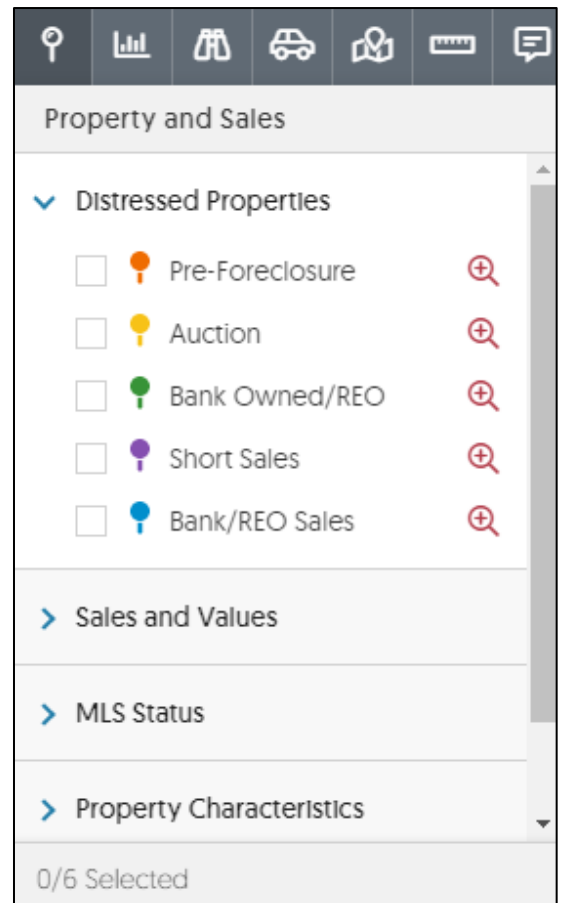 Property and Sales
Distressed Properties
Pre-Foreclosure
Auction
Bank Owned/REO
Short Sales
Bank/REO Sales
Sales and Values
MLS Status
Property Characteristics
0/6 Selected